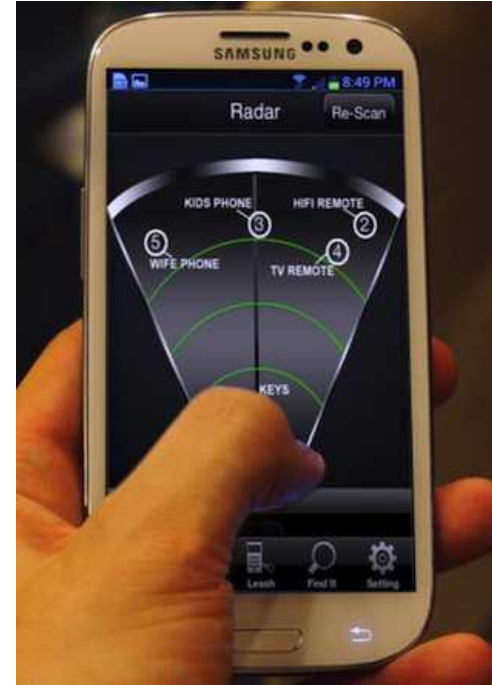 SAMSUNG
8:49 PM
Radar
Re-Scan
KIDS PHONE
HIFI REMOTE
3
2
5
4
WIFE PHONE
TV REMOTE
KEYS
Leash
Find It
Setting